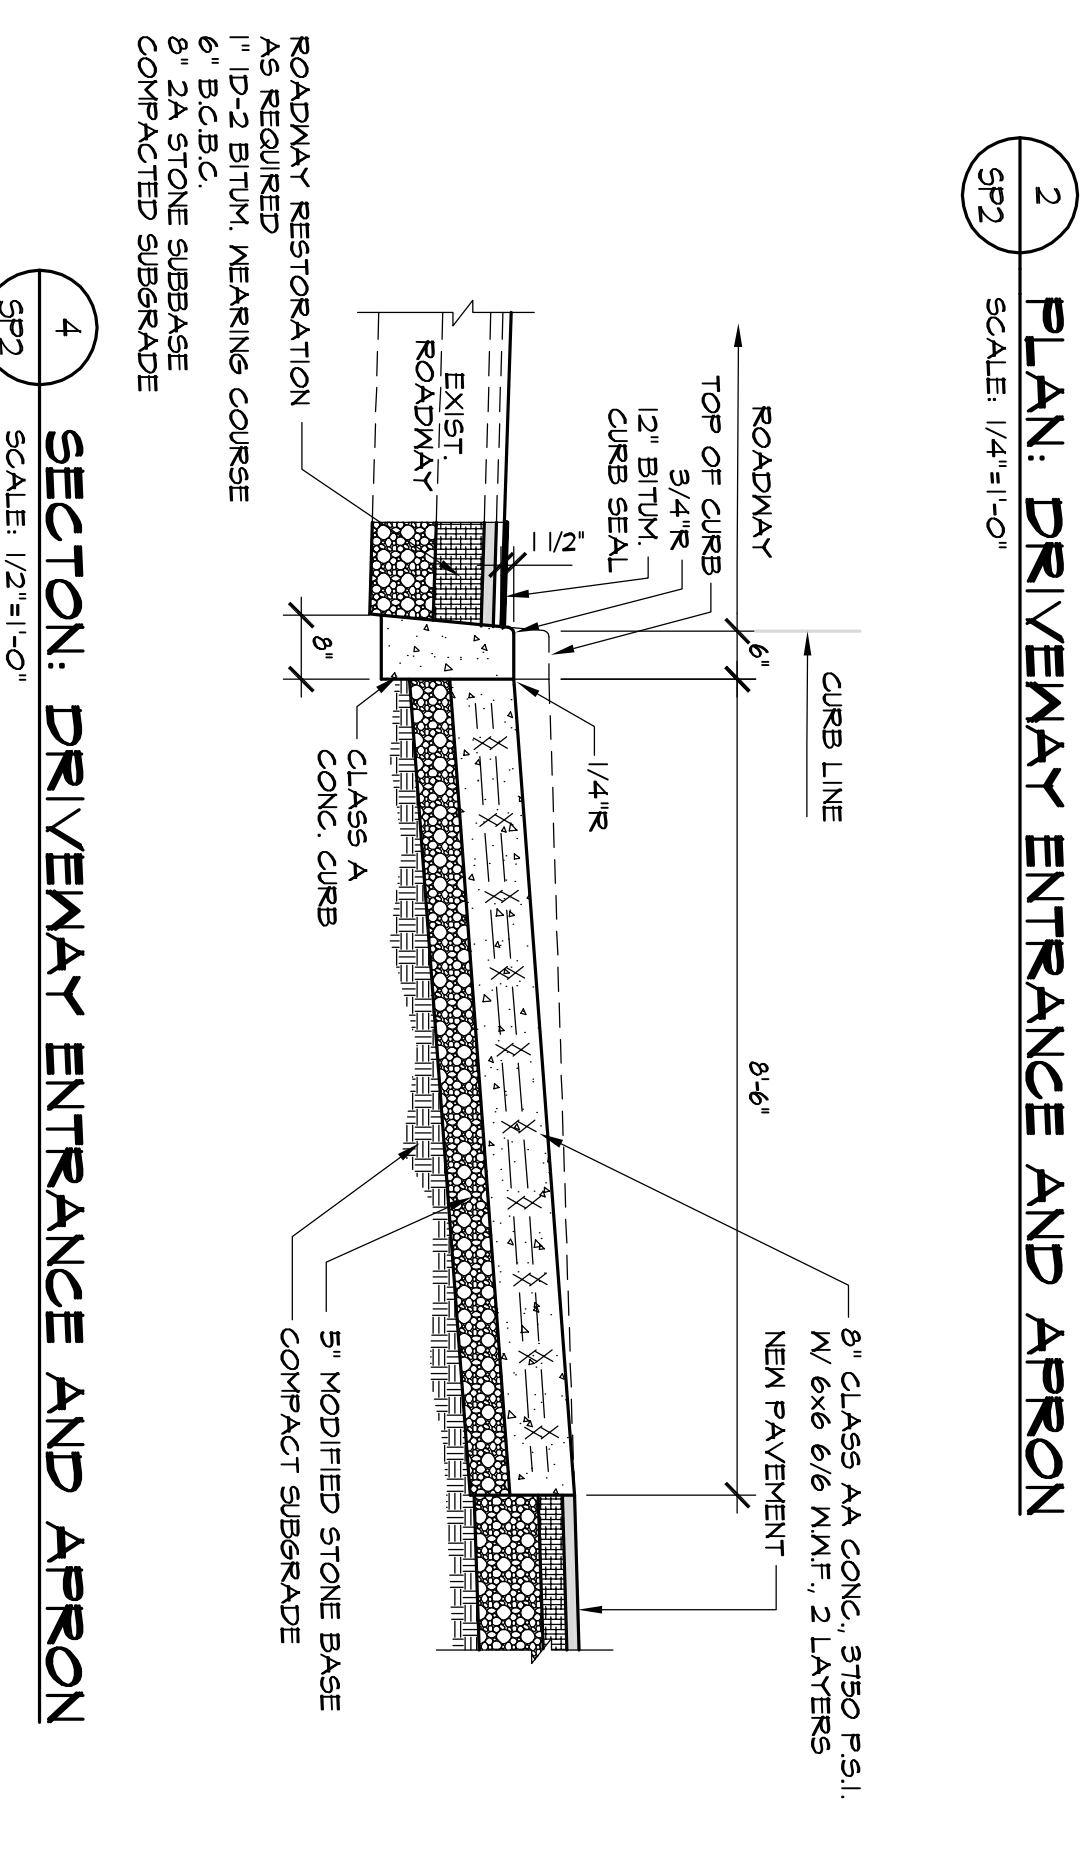 2
SP2
PLAN: DRIVEWAY ENTRANCE AND APRON
SCALE: 1/4"=1'-0"
CURB LINE
ROADWAY
6"
8'-6"
TOP OF CURB
3/4"R
12" BITUM.
CURB SEAL
1 1/2"
1/4"R
8" CLASS AA CONC., 3750 P.S.I.
W/ 6x6 6/6 W.W.F., 2 LAYERS
NEW PAVEMENT
EXIST.
ROADWAY
8"
CLASS A
CONC. CURB
5" MODIFIED STONE BASE
COMPACT SUBGRADE
ROADWAY RESTORATION
AS REQUIRED
1" ID-2 BITUM. WEARING COURSE
6" B.C.B.C.
8" 2A STONE SUBBASE
COMPACTED SUBGRADE
4
SP2
SECTON: DRIVEWAY ENTRANCE AND APRON
SCALE: 1/2"=1'-0"